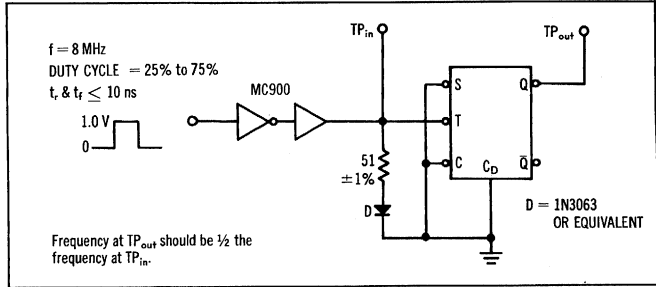 f = 8 MHz
DUTY CYCLE = 25% to 75%
tr & tf ≤ 10 ns
1.0 V
0
MC900
TPin
TPout
S
Q
T
C
CD
Q̅
51
±1%
D
D = 1N3063
OR EQUIVALENT
Frequency at TPout should be ½ the
frequency at TPin.